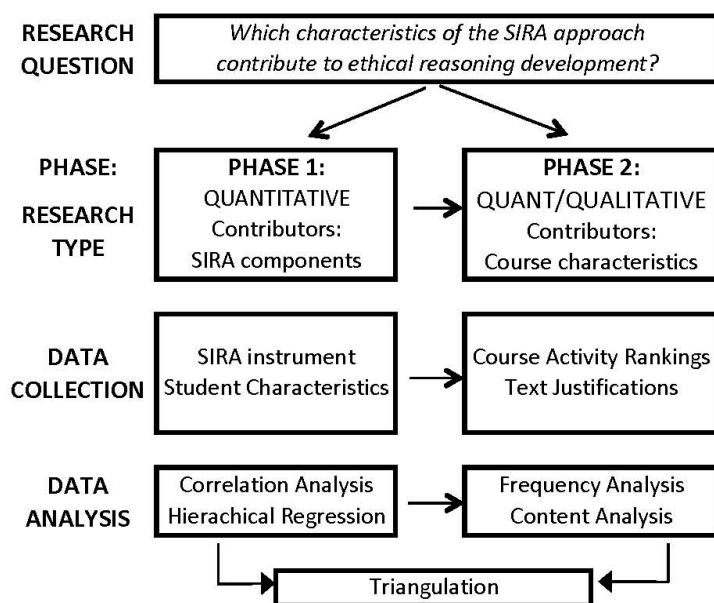 RESEARCH
QUESTION
Which characteristics of the SIRA approach
contribute to ethical reasoning development?
PHASE:
RESEARCH
TYPE
PHASE 1:
QUANTITATIVE
Contributors:
SIRA components
PHASE 2:
QUANT/QUALITATIVE
Contributors:
Course characteristics
DATA
COLLECTION
SIRA instrument
Student Characteristics
Course Activity Rankings
Text Justifications
DATA
ANALYSIS
Correlation Analysis
Hierachical Regression
Frequency Analysis
Content Analysis
Triangulation